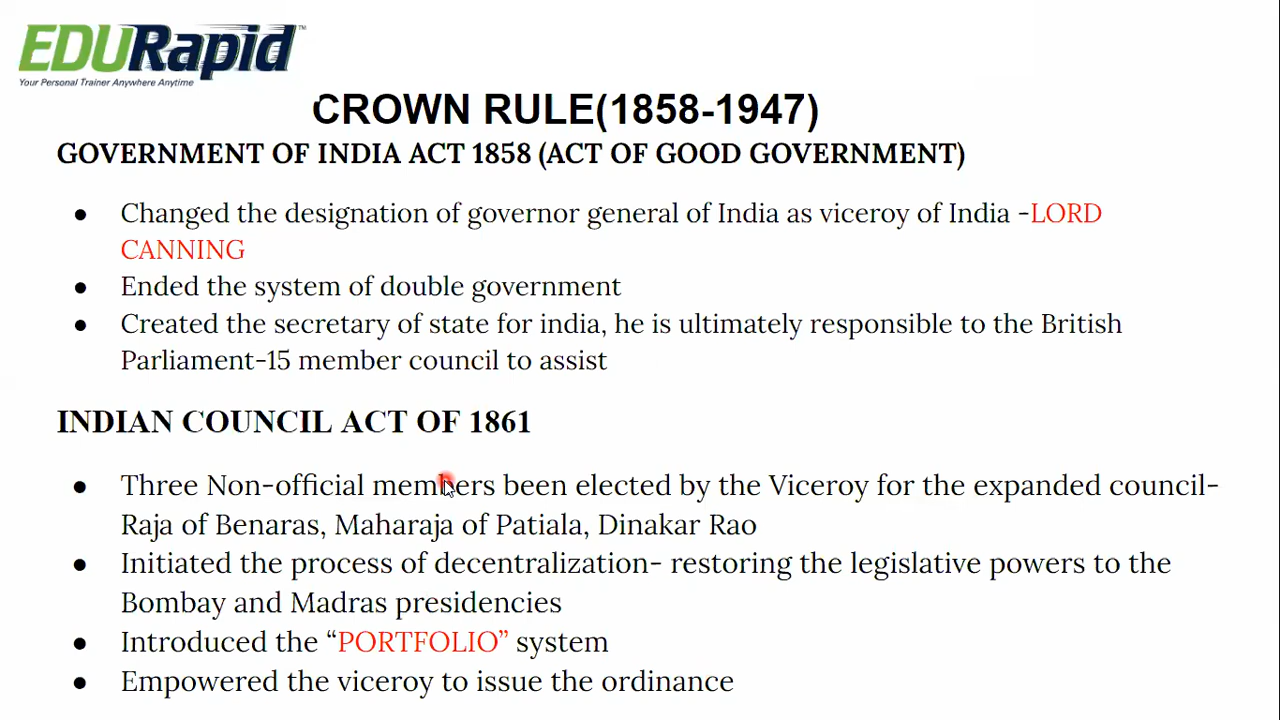 EDURapid™
Your Personal Trainer Anywhere Anytime
CROWN RULE(1858-1947)
GOVERNMENT OF INDIA ACT 1858 (ACT OF GOOD GOVERNMENT)
● Changed the designation of governor general of India as viceroy of India -LORD
CANNING
● Ended the system of double government
● Created the secretary of state for india, he is ultimately responsible to the British
Parliament-15 member council to assist
INDIAN COUNCIL ACT OF 1861
● Three Non-official members been elected by the Viceroy for the expanded council-
Raja of Benaras, Maharaja of Patiala, Dinakar Rao
● Initiated the process of decentralization- restoring the legislative powers to the
Bombay and Madras presidencies
● Introduced the “PORTFOLIO” system
● Empowered the viceroy to issue the ordinance